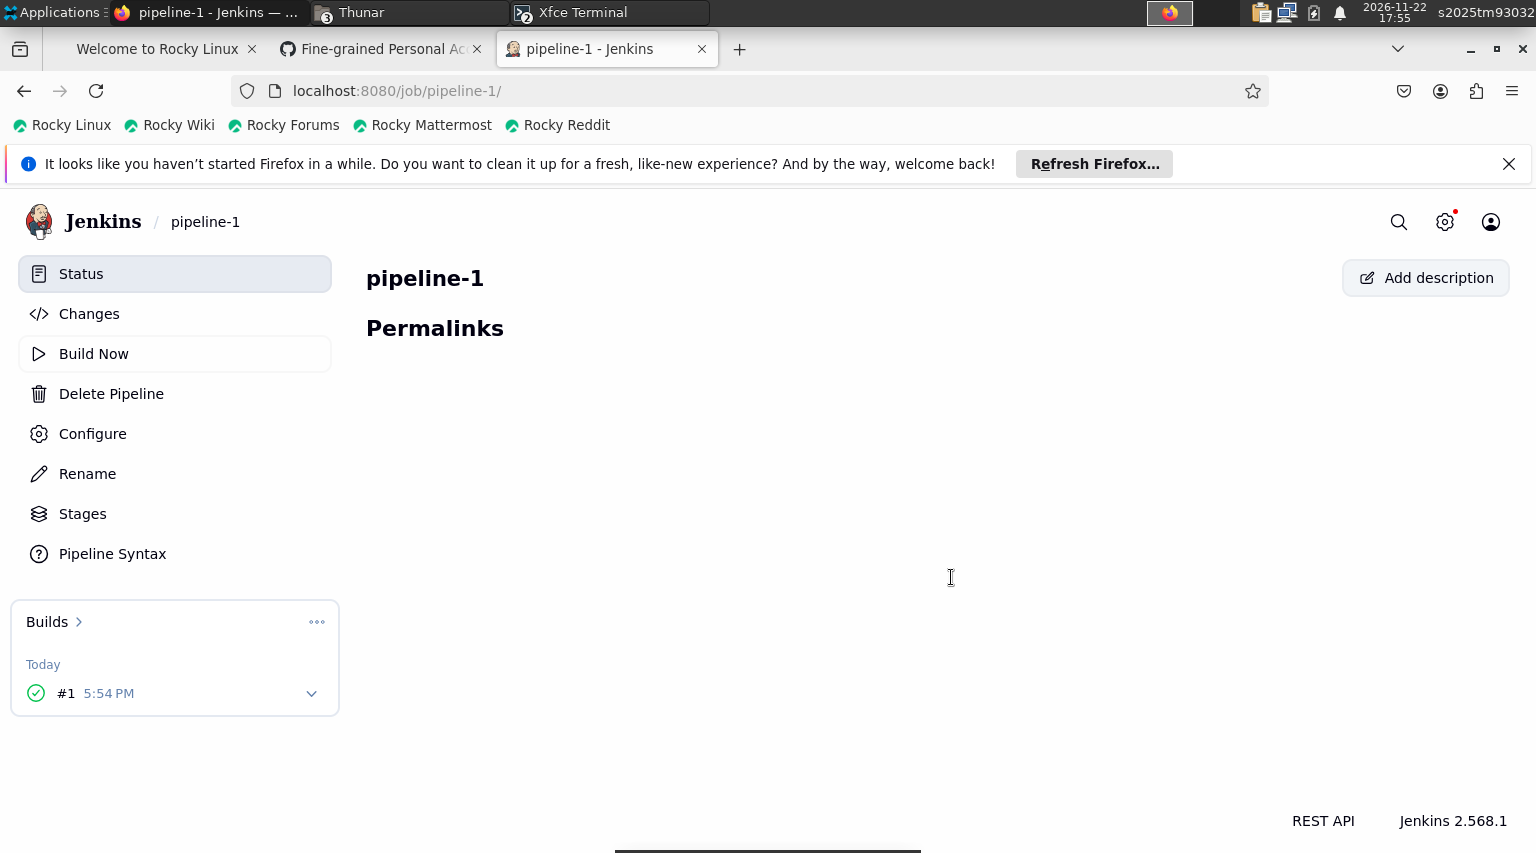 Applications
pipeline-1 - Jenkins — ...
3
Thunar
2
Xfce Terminal
2026-11-22
17:55
s2025tm93032
Welcome to Rocky Linux
Fine-grained Personal Ac
pipeline-1 - Jenkins
localhost:8080/job/pipeline-1/
Rocky Linux
Rocky Wiki
Rocky Forums
Rocky Mattermost
Rocky Reddit
It looks like you haven’t started Firefox in a while. Do you want to clean it up for a fresh, like-new experience? And by the way, welcome back!
Refresh Firefox…
Jenkins / pipeline-1
Status
Changes
Build Now
Delete Pipeline
Configure
Rename
Stages
Pipeline Syntax
Builds
Today
#1 5:54 PM
pipeline-1
Add description
Permalinks
REST API
Jenkins 2.568.1